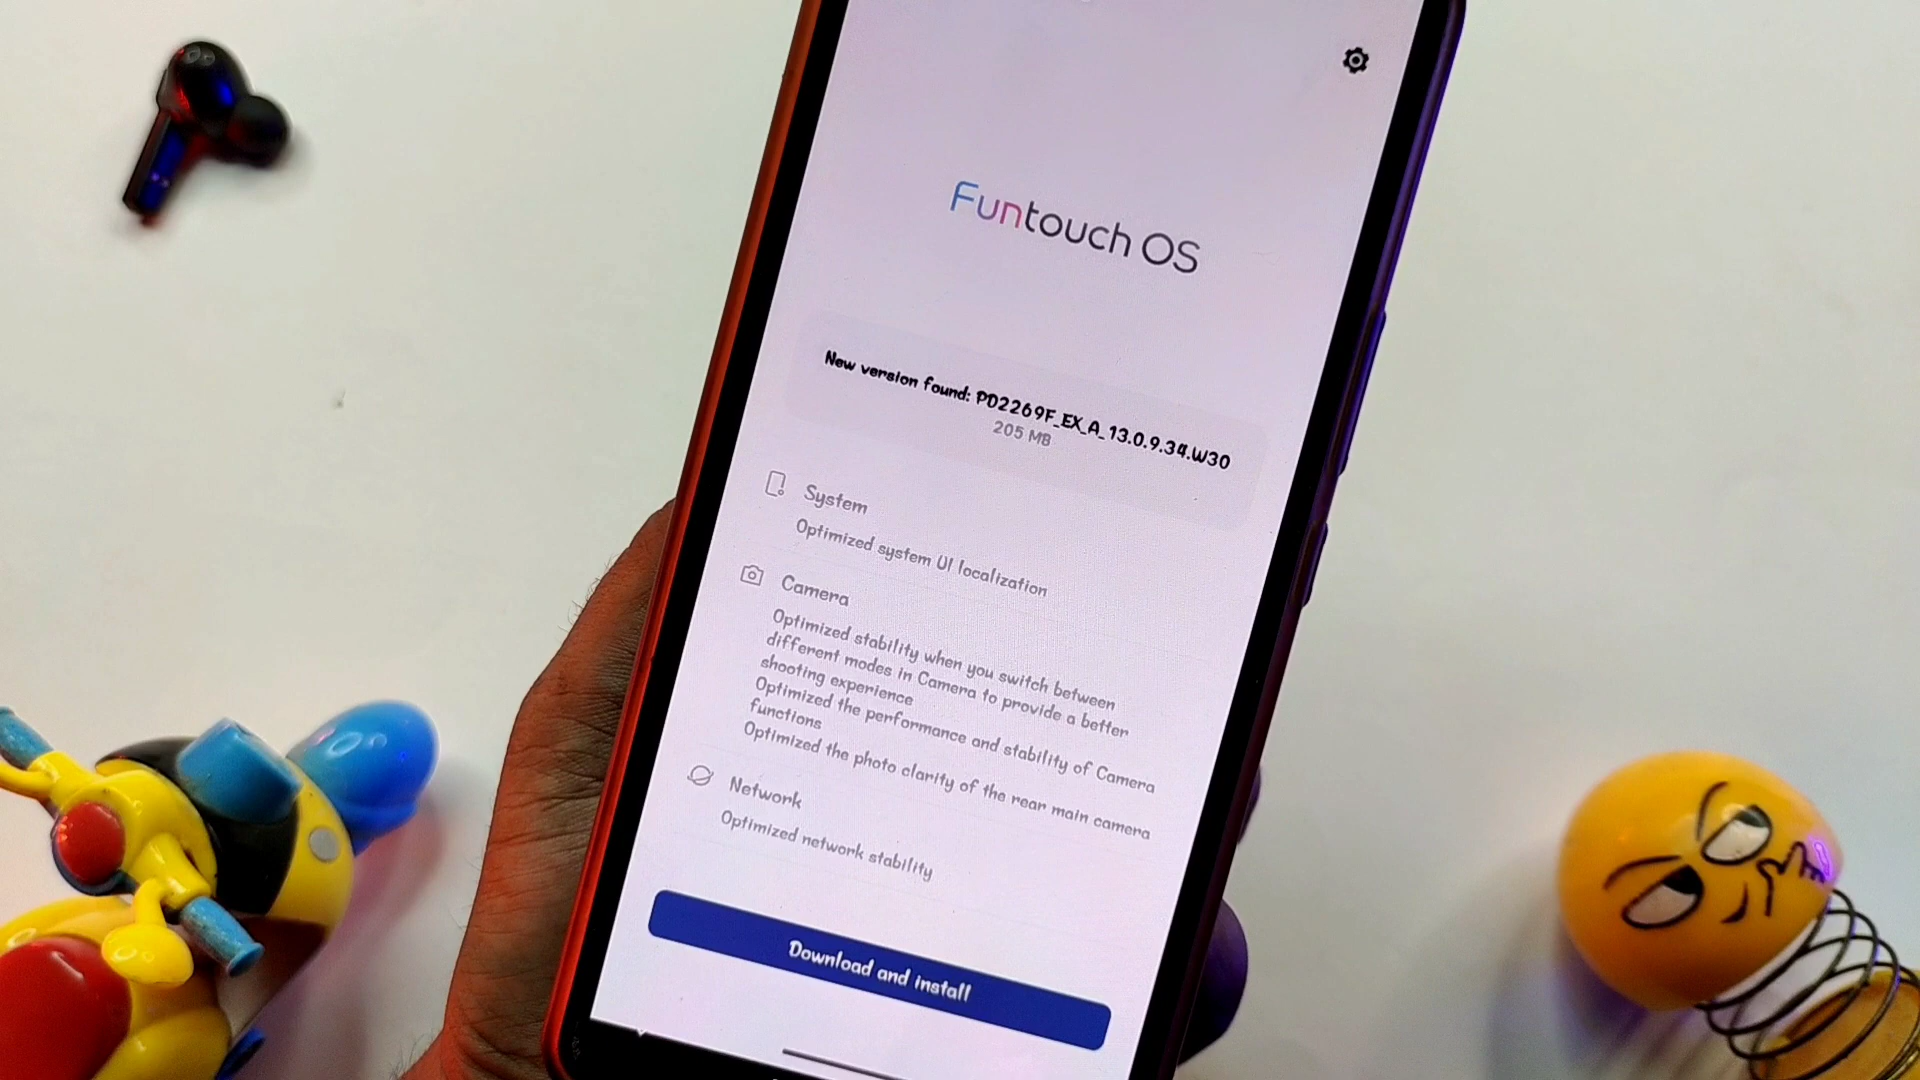 Funtouch OS
New version found: PD2269F_EX_A_13.0.9.34.W30
205 MB
System
Optimized system UI localization
Camera
Optimized stability when you switch between
different modes in Camera to provide a better
shooting experience
Optimized the performance and stability of Camera
functions
Optimized the photo clarity of the rear main camera
Network
Optimized network stability
Download and install